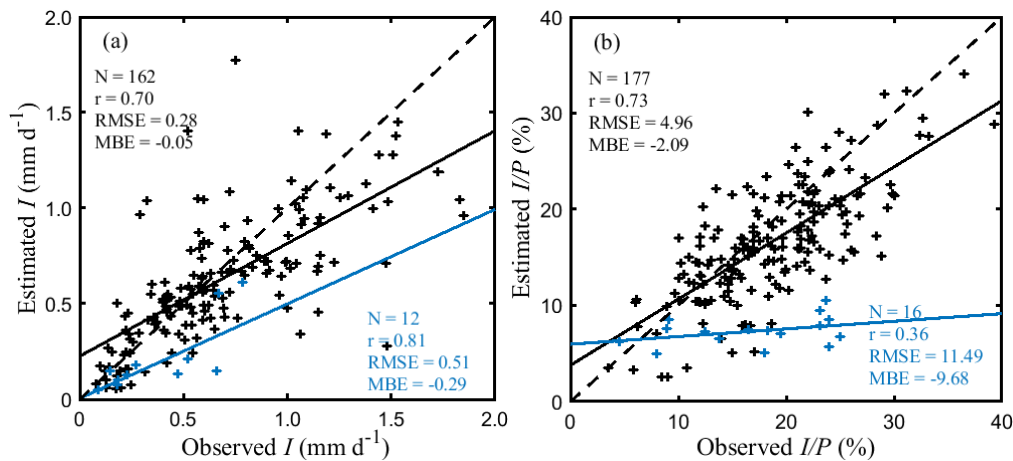 (a)
N = 162
r = 0.70
RMSE = 0.28
MBE = -0.05
N = 12
r = 0.81
RMSE = 0.51
MBE = -0.29
2.0
1.5
1.0
0.5
0
0 0.5 1.0 1.5 2.0
Estimated I (mm d⁻¹)
Observed I (mm d⁻¹)
(b)
N = 177
r = 0.73
RMSE = 4.96
MBE = -2.09
N = 16
r = 0.36
RMSE = 11.49
MBE = -9.68
40
30
20
10
0
0 10 20 30 40
Estimated I/P (%)
Observed I/P (%)